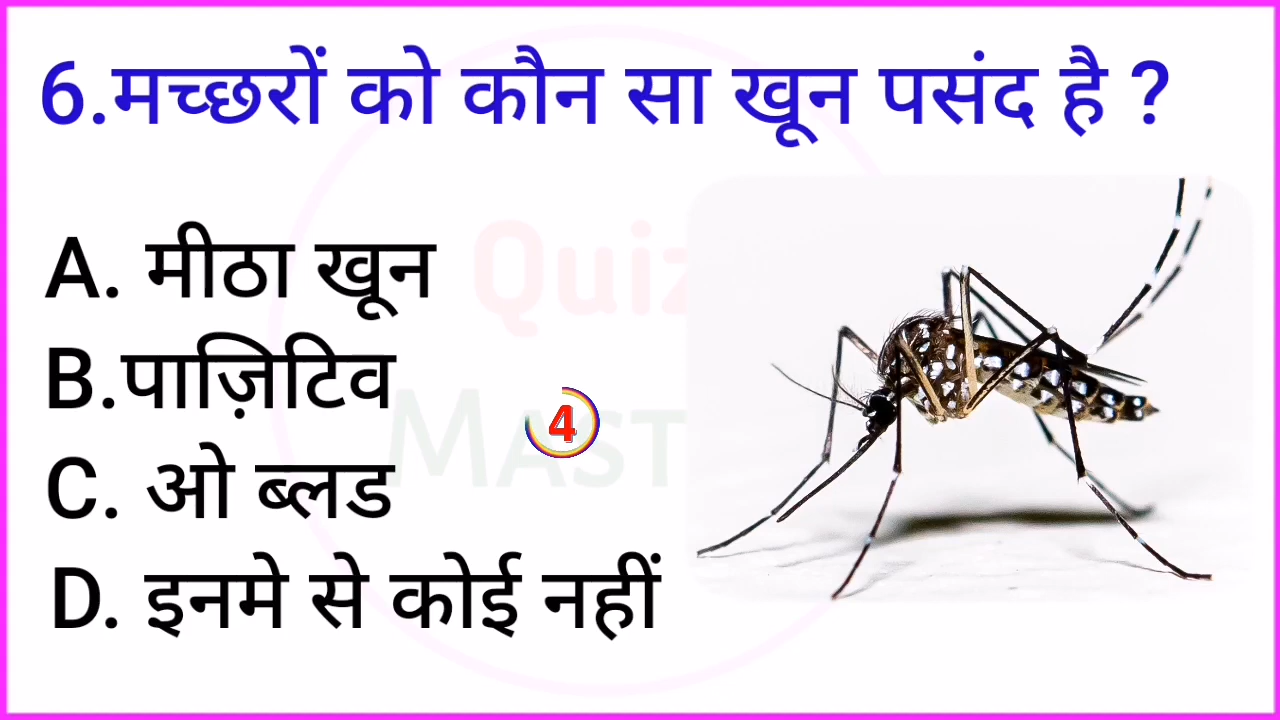 6.मच्छरों को कौन सा खून पसंद है ?
Quiz
A. मीठा खून
B.पाज़िटिव
MAST
4
C. ओ ब्लड
D. इनमे से कोई नहीं